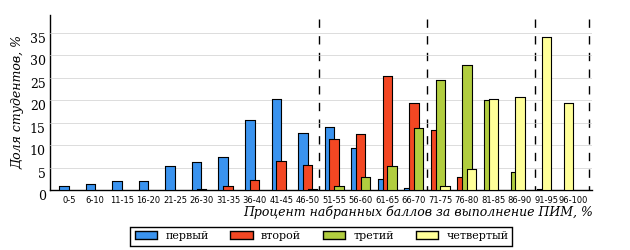 Доля студентов, %
35
30
25
20
15
10
5
0
0-5 6-10 11-15 16-20 21-25 26-30 31-35 36-40 41-45 46-50 51-55 56-60 61-65 66-70 71-75 76-80 81-85 86-90 91-95 96-100
Процент набранных баллов за выполнение ПИМ, %
первый второй третий четвертый